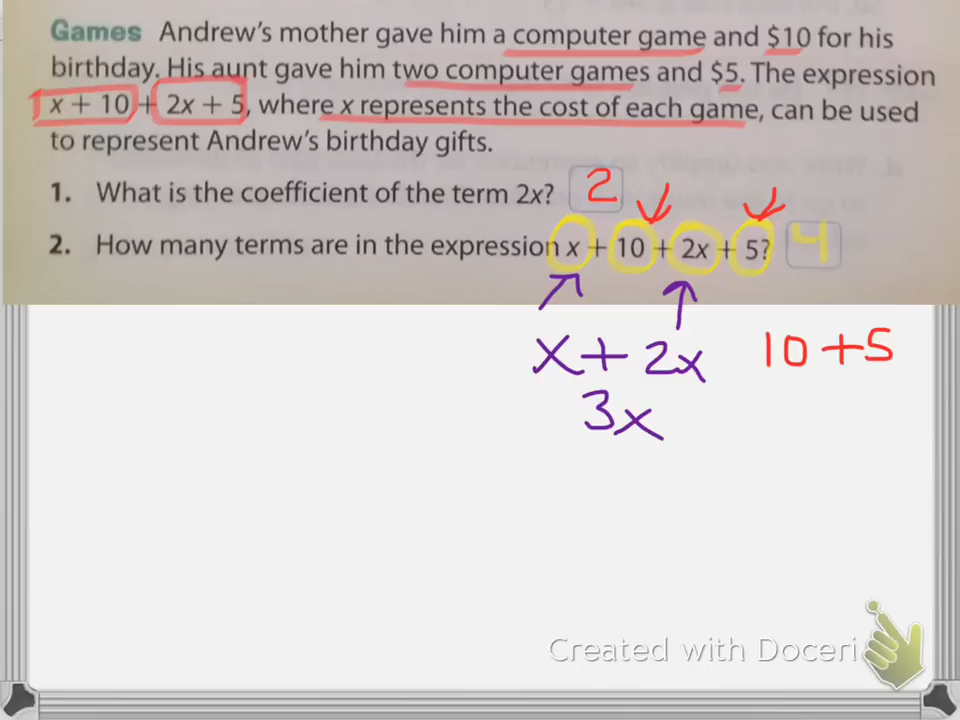 Games Andrew's mother gave him a computer game and $10 for his
birthday. His aunt gave him two computer games and $5. The expression
x + 10 + 2x + 5, where x represents the cost of each game, can be used
to represent Andrew's birthday gifts.
1. What is the coefficient of the term 2x? 2
2. How many terms are in the expression x + 10 + 2x + 5? 4
x + 2x 10 + 5
3x
Created with Doceri